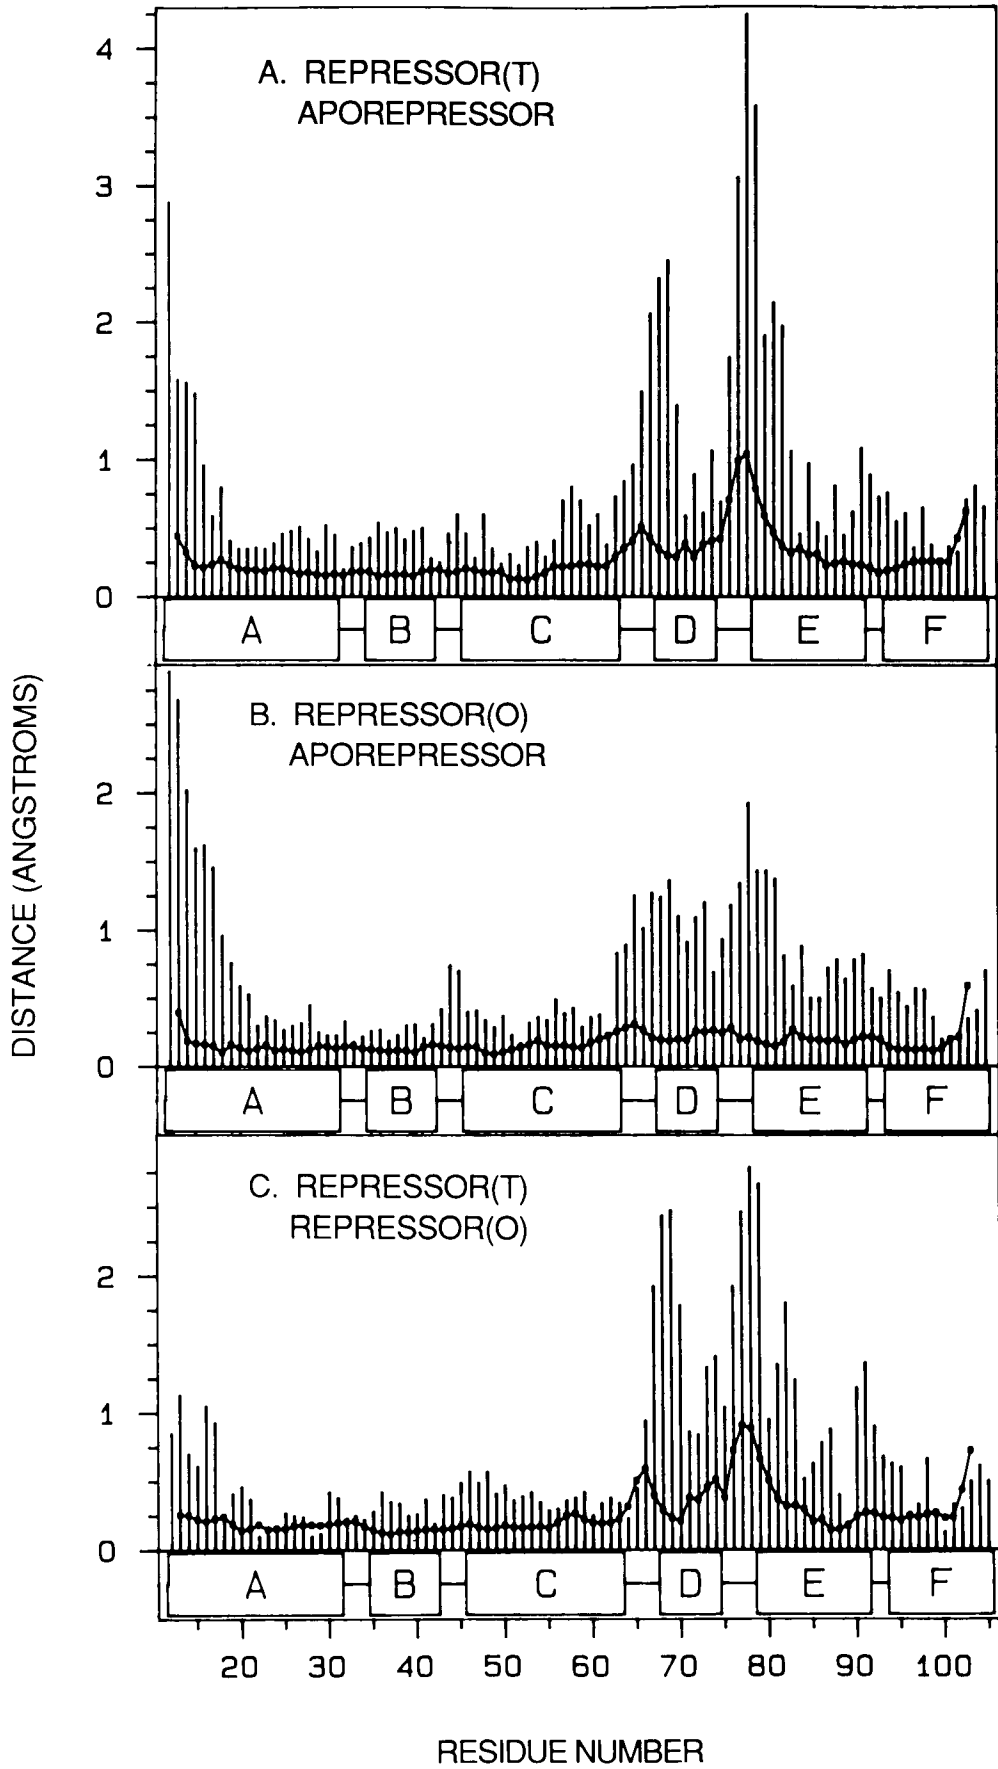 DISTANCE (ANGSTROMS)
A. REPRESSOR(T)
APOREPRESSOR
4
3
2
1
0
A B C D E F
B. REPRESSOR(O)
APOREPRESSOR
2
1
0
A B C D E F
C. REPRESSOR(T)
REPRESSOR(O)
2
1
0
A B C D E F
20 30 40 50 60 70 80 90 100
RESIDUE NUMBER